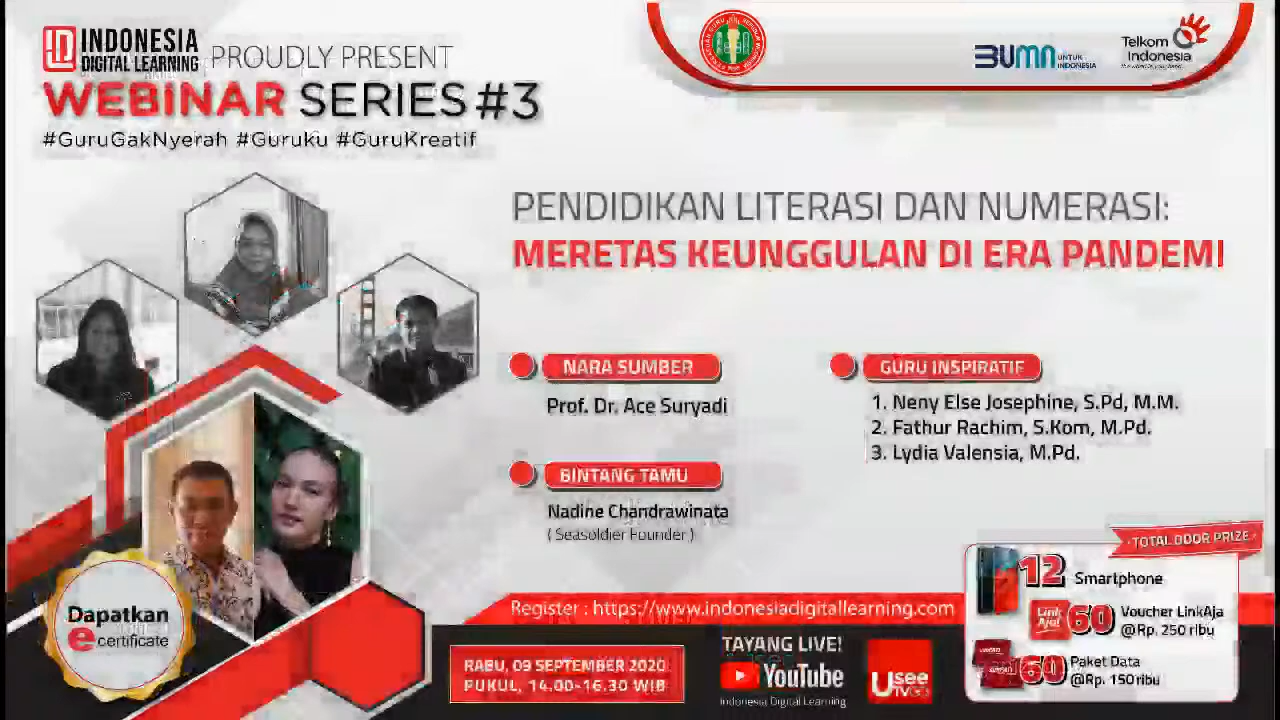 INDONESIA
DIGITAL LEARNING
PROUDLY PRESENT
WEBINAR SERIES #3
#GuruGakNyerah #Guruku #GuruKreatif
BUMN
UNTUK
INDONESIA
Telkom
Indonesia
PENDIDIKAN LITERASI DAN NUMERASI:
MERETAS KEUNGGULAN DI ERA PANDEMI
NARA SUMBER
Prof. Dr. Ace Suryadi
BINTANG TAMU
Nadine Chandrawinata
( Seasoldier Founder )
GURU INSPIRATIF
1. Neny Else Josephine, S.Pd, M.M.
2. Fathur Rachim, S.Kom, M.Pd.
3. Lydia Valensia, M.Pd.
TOTAL DOOR PRIZE
12 Smartphone
LinkAja!
60 Voucher LinkAja
@Rp. 250 ribu
60 Paket Data
@Rp. 150ribu
Register : https://www.indonesiadigitallearning.com
Dapatkan
e certificate
RABU, 09 SEPTEMBER 2020
PUKUL, 14.00-16.30 WIB
TAYANG LIVE!
YouTube
Indonesia Digital Learning
Usee
TV